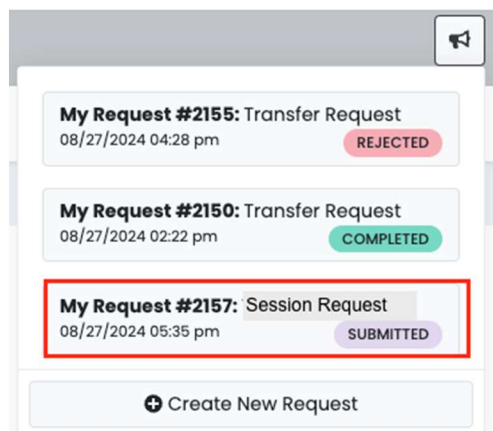 My Request #2155: Transfer Request
08/27/2024 04:28 pm
REJECTED
My Request #2150: Transfer Request
08/27/2024 02:22 pm
COMPLETED
My Request #2157: Session Request
08/27/2024 05:35 pm
SUBMITTED
Create New Request